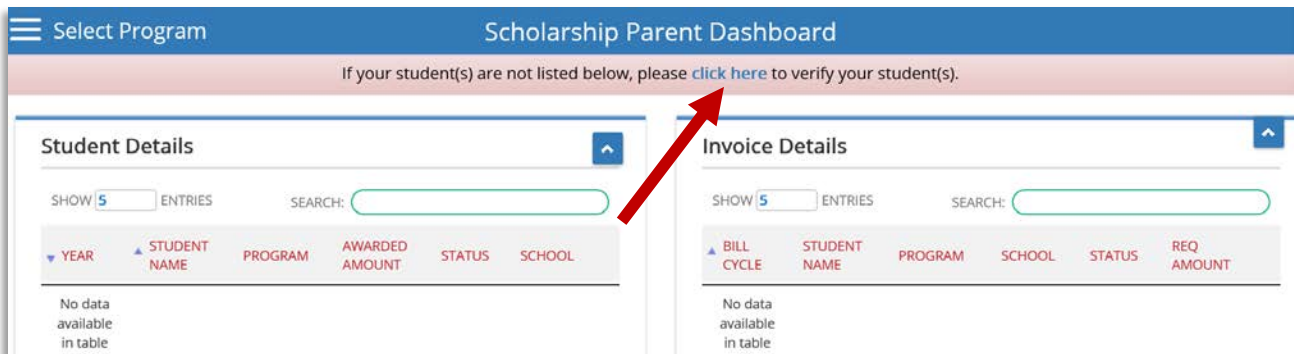 Select Program
Scholarship Parent Dashboard
If your student(s) are not listed below, please click here to verify your student(s).
Student Details
SHOW 5 ENTRIES SEARCH:
YEAR STUDENT NAME PROGRAM AWARDED AMOUNT STATUS SCHOOL
No data
available
in table
Invoice Details
SHOW 5 ENTRIES SEARCH:
BILL CYCLE STUDENT NAME PROGRAM SCHOOL STATUS REQ AMOUNT
No data
available
in table